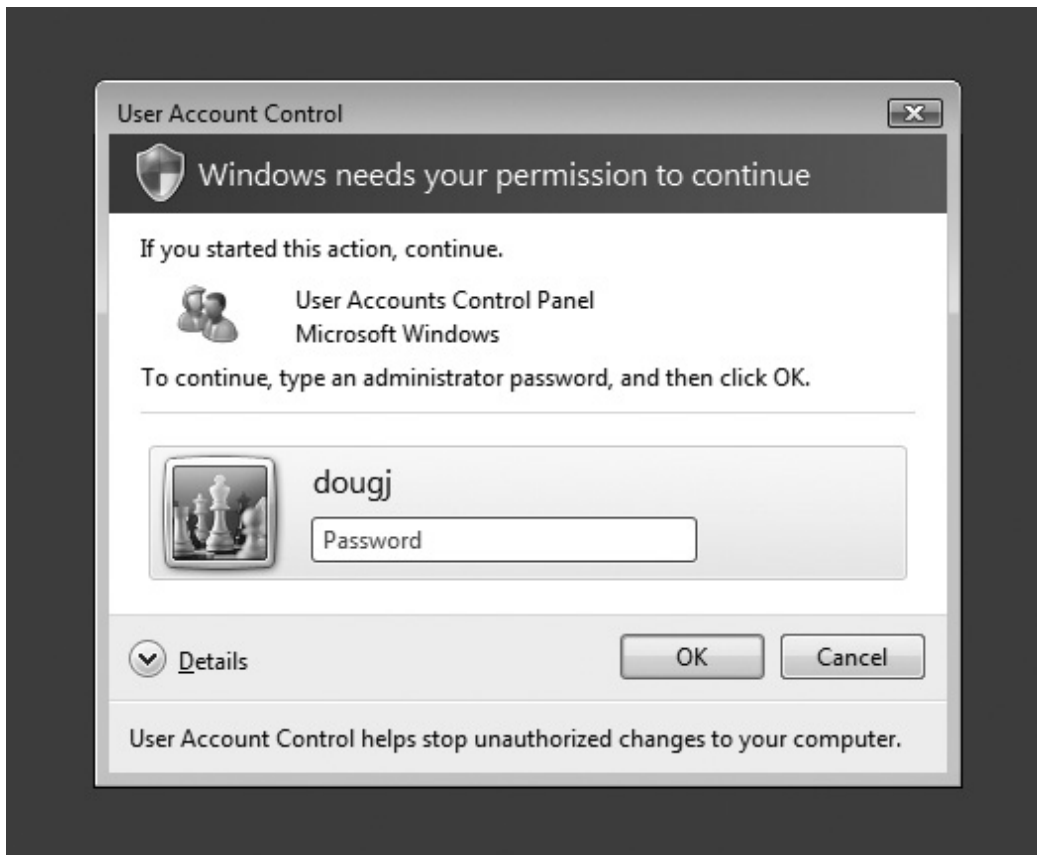 User Account Control
Windows needs your permission to continue
If you started this action, continue.
User Accounts Control Panel
Microsoft Windows
To continue, type an administrator password, and then click OK.
dougj
Password
Details
OK
Cancel
User Account Control helps stop unauthorized changes to your computer.